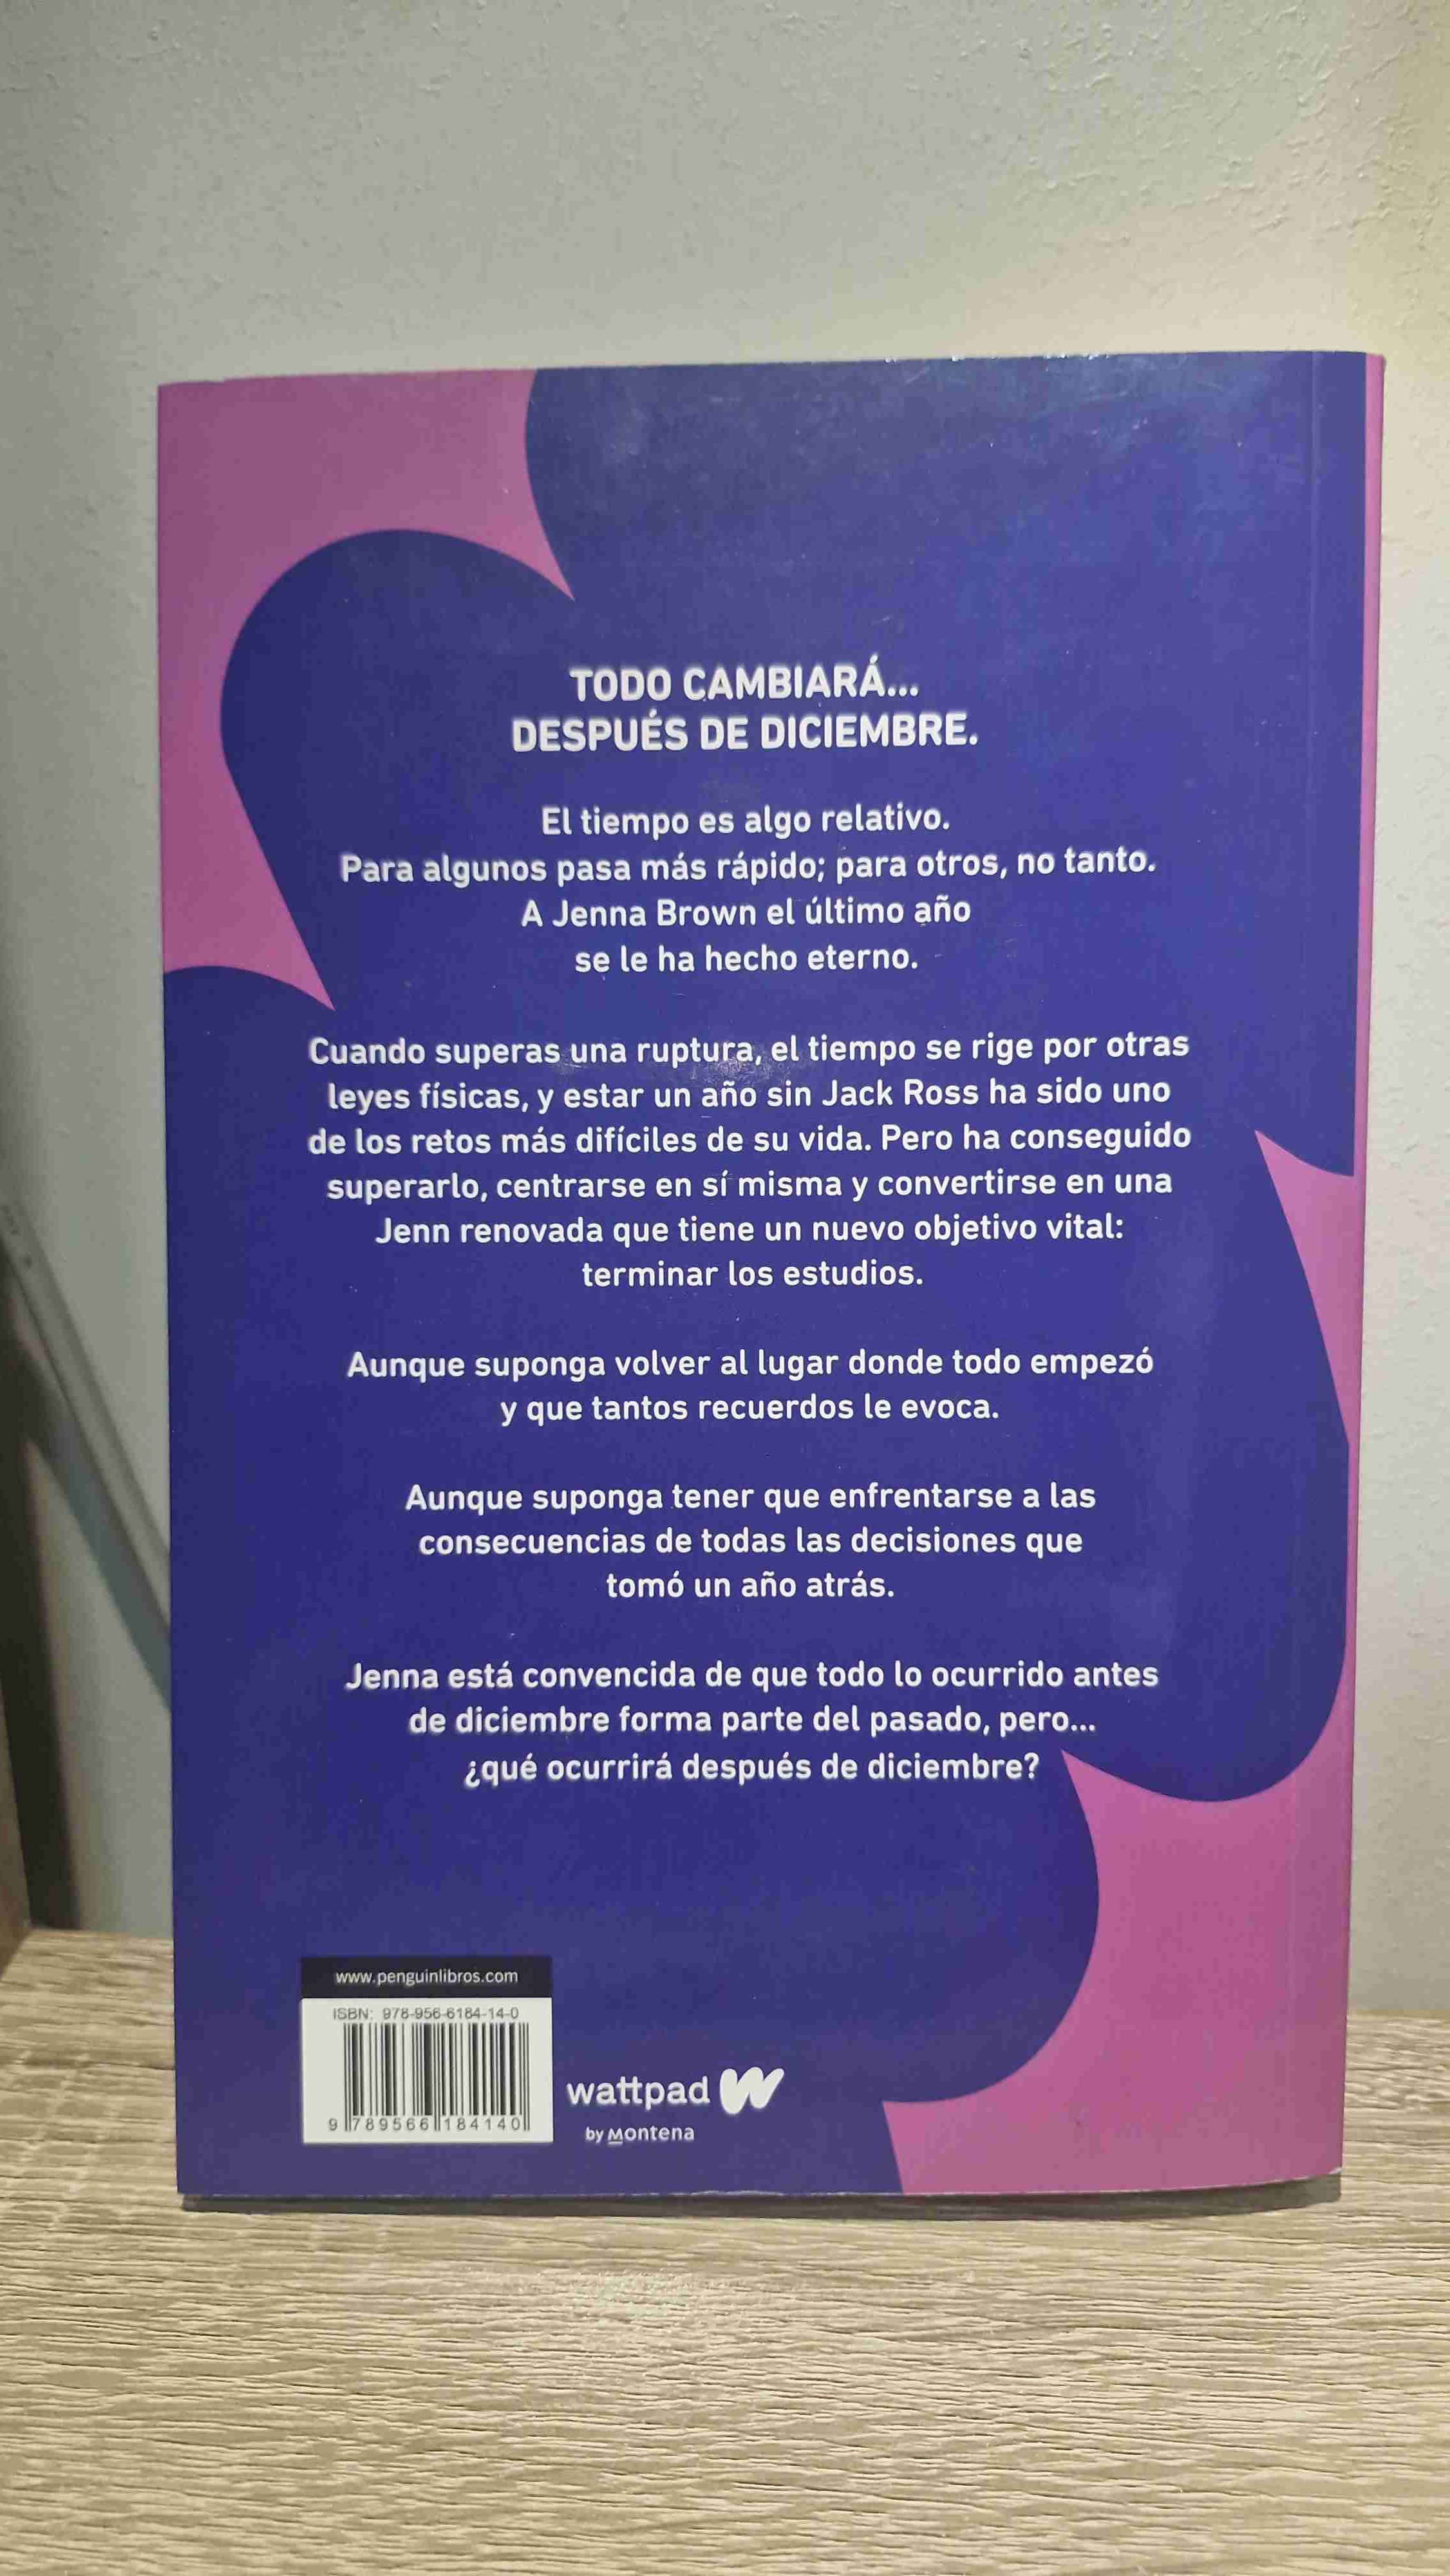 TODO CAMBIARÁ...
DESPUÉS DE DICIEMBRE.
El tiempo es algo relativo.
Para algunos pasa más rápido; para otros, no tanto.
A Jenna Brown el último año
se le ha hecho eterno.
Cuando superas una ruptura, el tiempo se rige por otras
leyes físicas, y estar un año sin Jack Ross ha sido uno
de los retos más difíciles de su vida. Pero ha conseguido
superarlo, centrarse en sí misma y convertirse en una
Jenn renovada que tiene un nuevo objetivo vital:
terminar los estudios.
Aunque suponga volver al lugar donde todo empezó
y que tantos recuerdos le evoca.
Aunque suponga tener que enfrentarse a las
consecuencias de todas las decisiones que
tomó un año atrás.
Jenna está convencida de que todo lo ocurrido antes
de diciembre forma parte del pasado, pero...
¿qué ocurrirá después de diciembre?
www.penguinlibros.com
ISBN: 978-956-6184-14-0
9 789566 184140
wattpad
by Montena